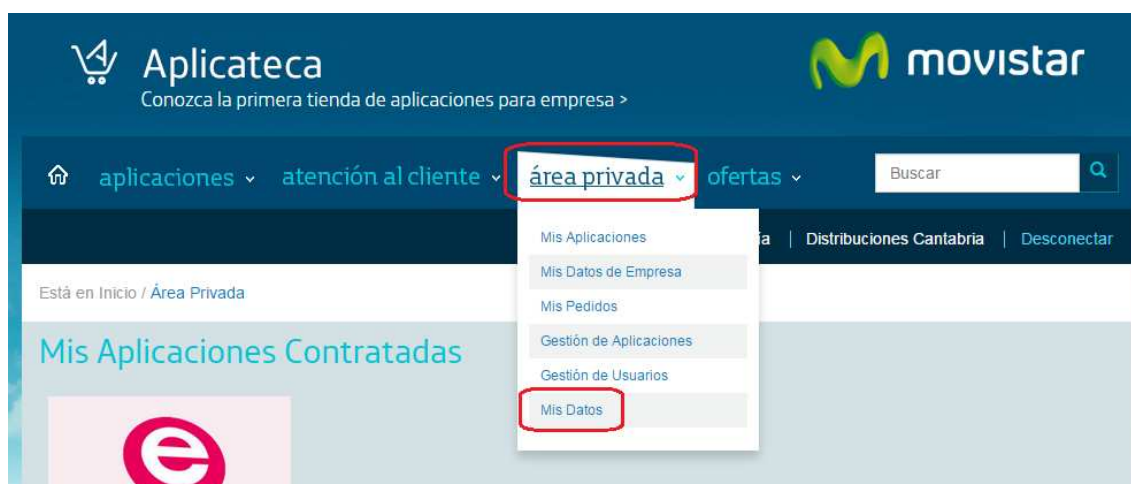 Aplicateca
Conozca la primera tienda de aplicaciones para empresa >
movistar
aplicaciones
atención al cliente
área privada
ofertas
Buscar
Mis Aplicaciones
Mis Datos de Empresa
Mis Pedidos
Gestión de Aplicaciones
Gestión de Usuarios
Mis Datos
ía | Distribuciones Cantabria | Desconectar
Está en Inicio / Área Privada
Mis Aplicaciones Contratadas
e